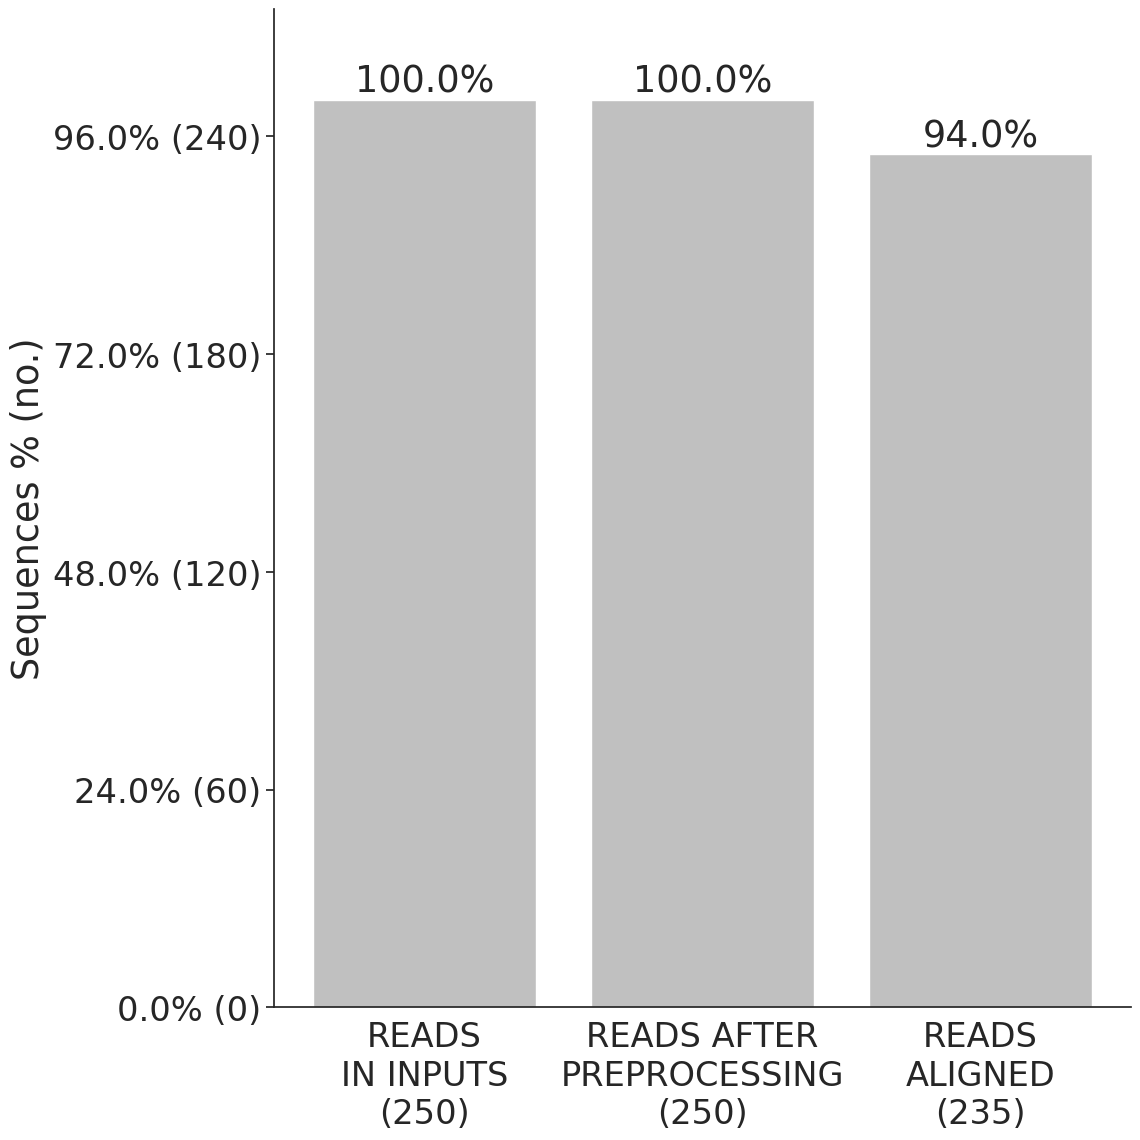 100.0%
100.0%
94.0%
96.0% (240)
72.0% (180)
48.0% (120)
24.0% (60)
0.0% (0)
Sequences % (no.)
READS
IN INPUTS
(250)
READS AFTER
PREPROCESSING
(250)
READS
ALIGNED
(235)